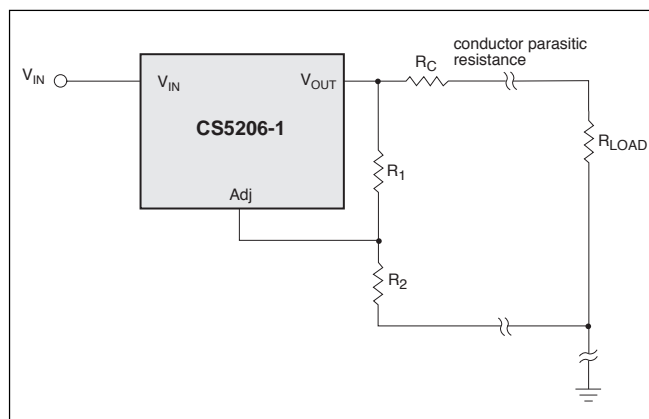 conductor parasitic
resistance
R_C
V_IN
V_IN
V_OUT
CS5206-1
R_LOAD
R_1
Adj
R_2